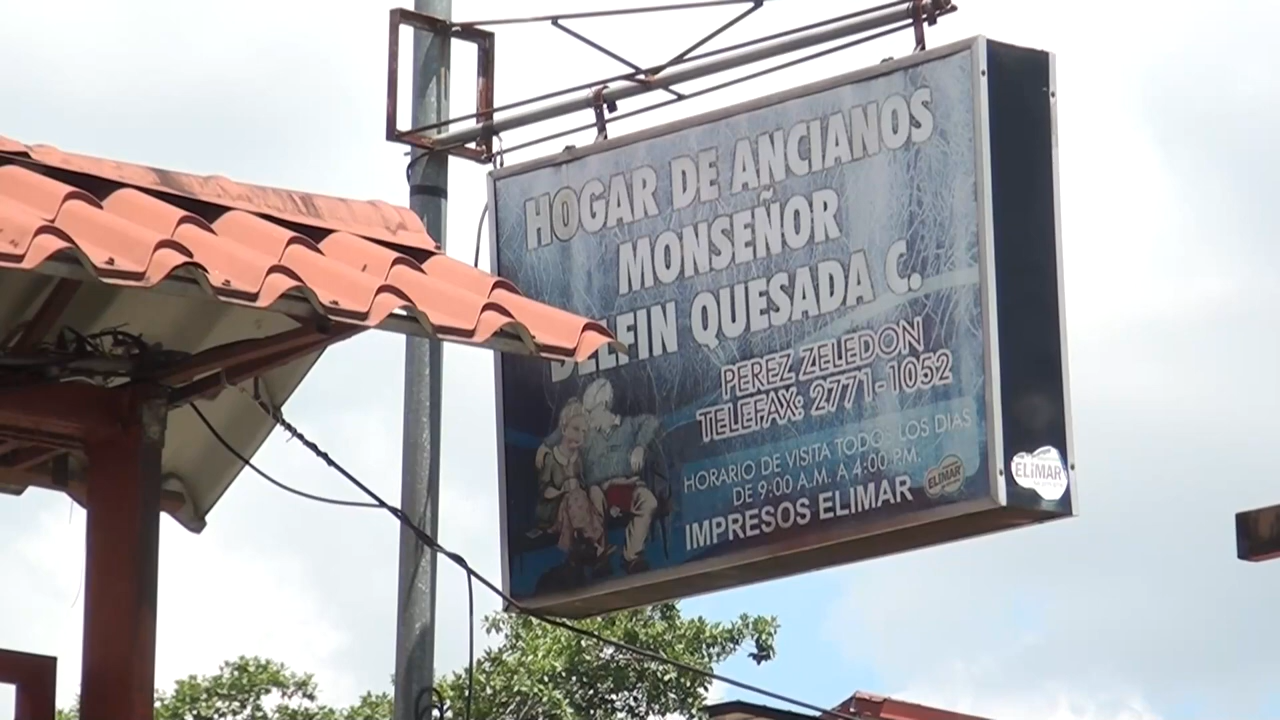 HOGAR DE ANCIANOS
MONSEÑOR
DELFIN QUESADA C.
PEREZ ZELEDON
TELEFAX: 2771-1052
HORARIO DE VISITA TODOS LOS DIAS
DE 9:00 A.M. A 4:00 P.M.
IMPRESOS ELIMAR
ELIMAR
ELIMAR